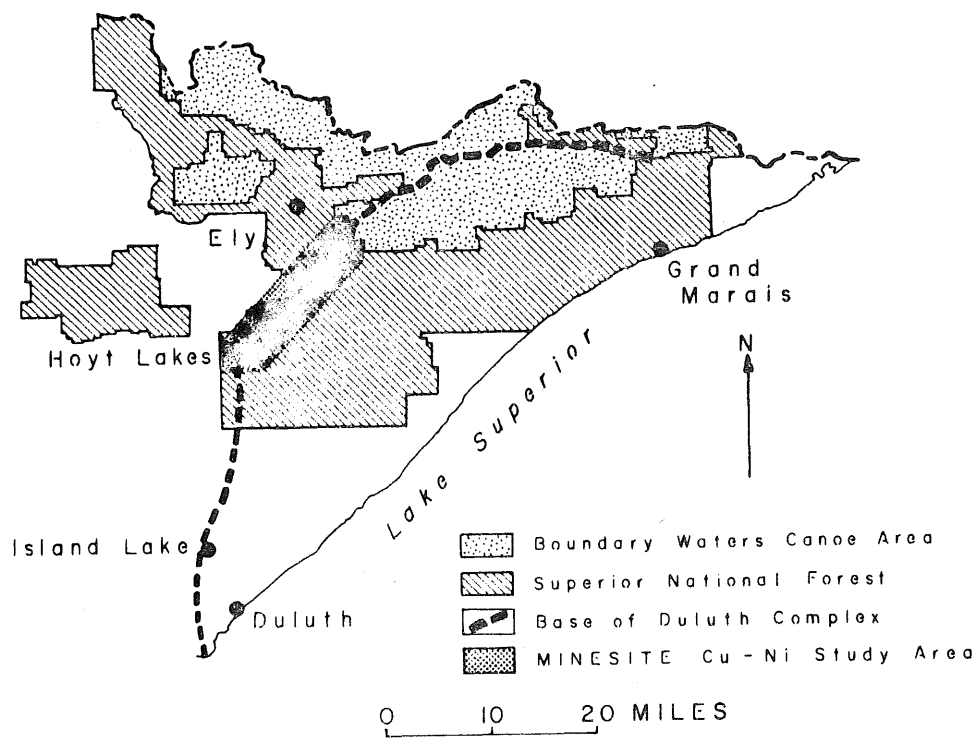 Ely
Grand
Marais
Hoyt Lakes
N
Lake Superior
Island Lake
Duluth
Boundary Waters Canoe Area
Superior National Forest
Base of Duluth Complex
MINESITE Cu-Ni Study Area
0 10 20 MILES